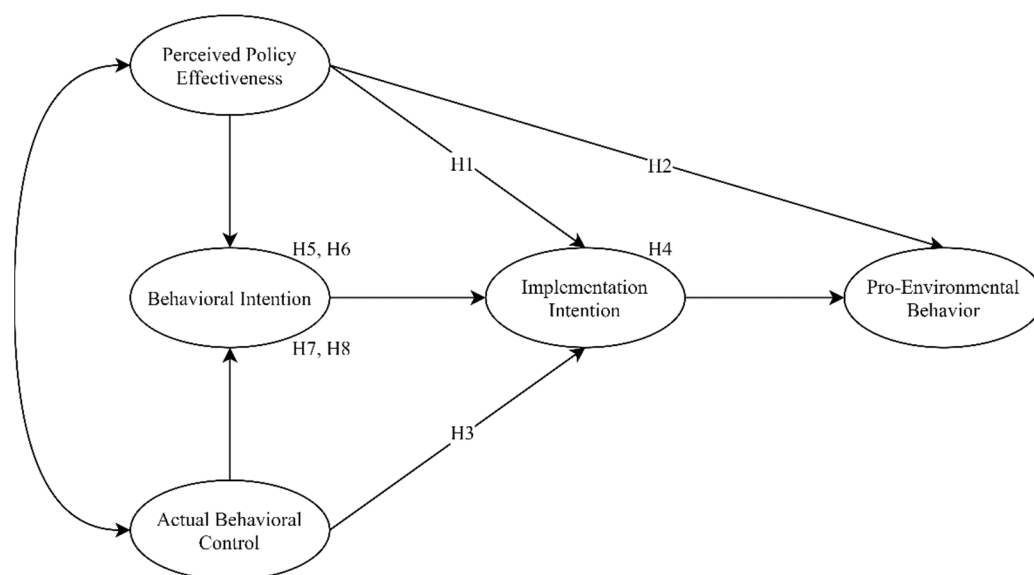 Perceived Policy
Effectiveness
H1
H2
H5, H6
H4
Behavioral Intention
Implementation
Intention
Pro-Environmental
Behavior
H7, H8
H3
Actual Behavioral
Control